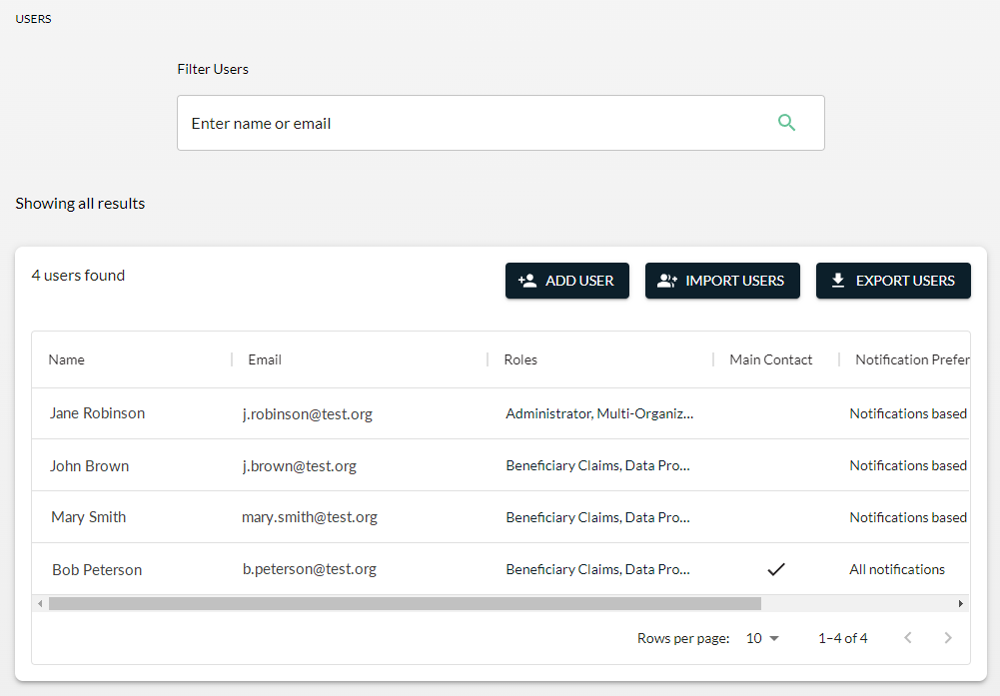 USERS
Filter Users
Enter name or email
Showing all results
4 users found
ADD USER
IMPORT USERS
EXPORT USERS
Name Email Roles Main Contact Notification Prefer
Jane Robinson j.robinson@test.org Administrator, Multi-Organiz... Notifications based
John Brown j.brown@test.org Beneficiary Claims, Data Pro... Notifications based
Mary Smith mary.smith@test.org Beneficiary Claims, Data Pro... Notifications based
Bob Peterson b.peterson@test.org Beneficiary Claims, Data Pro... All notifications
Rows per page: 10 1–4 of 4